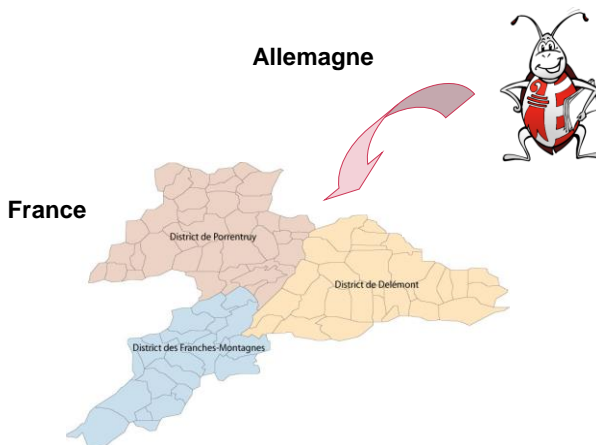 Allemagne
France
District de Porrentruy
District de Delémont
District des Franches-Montagnes